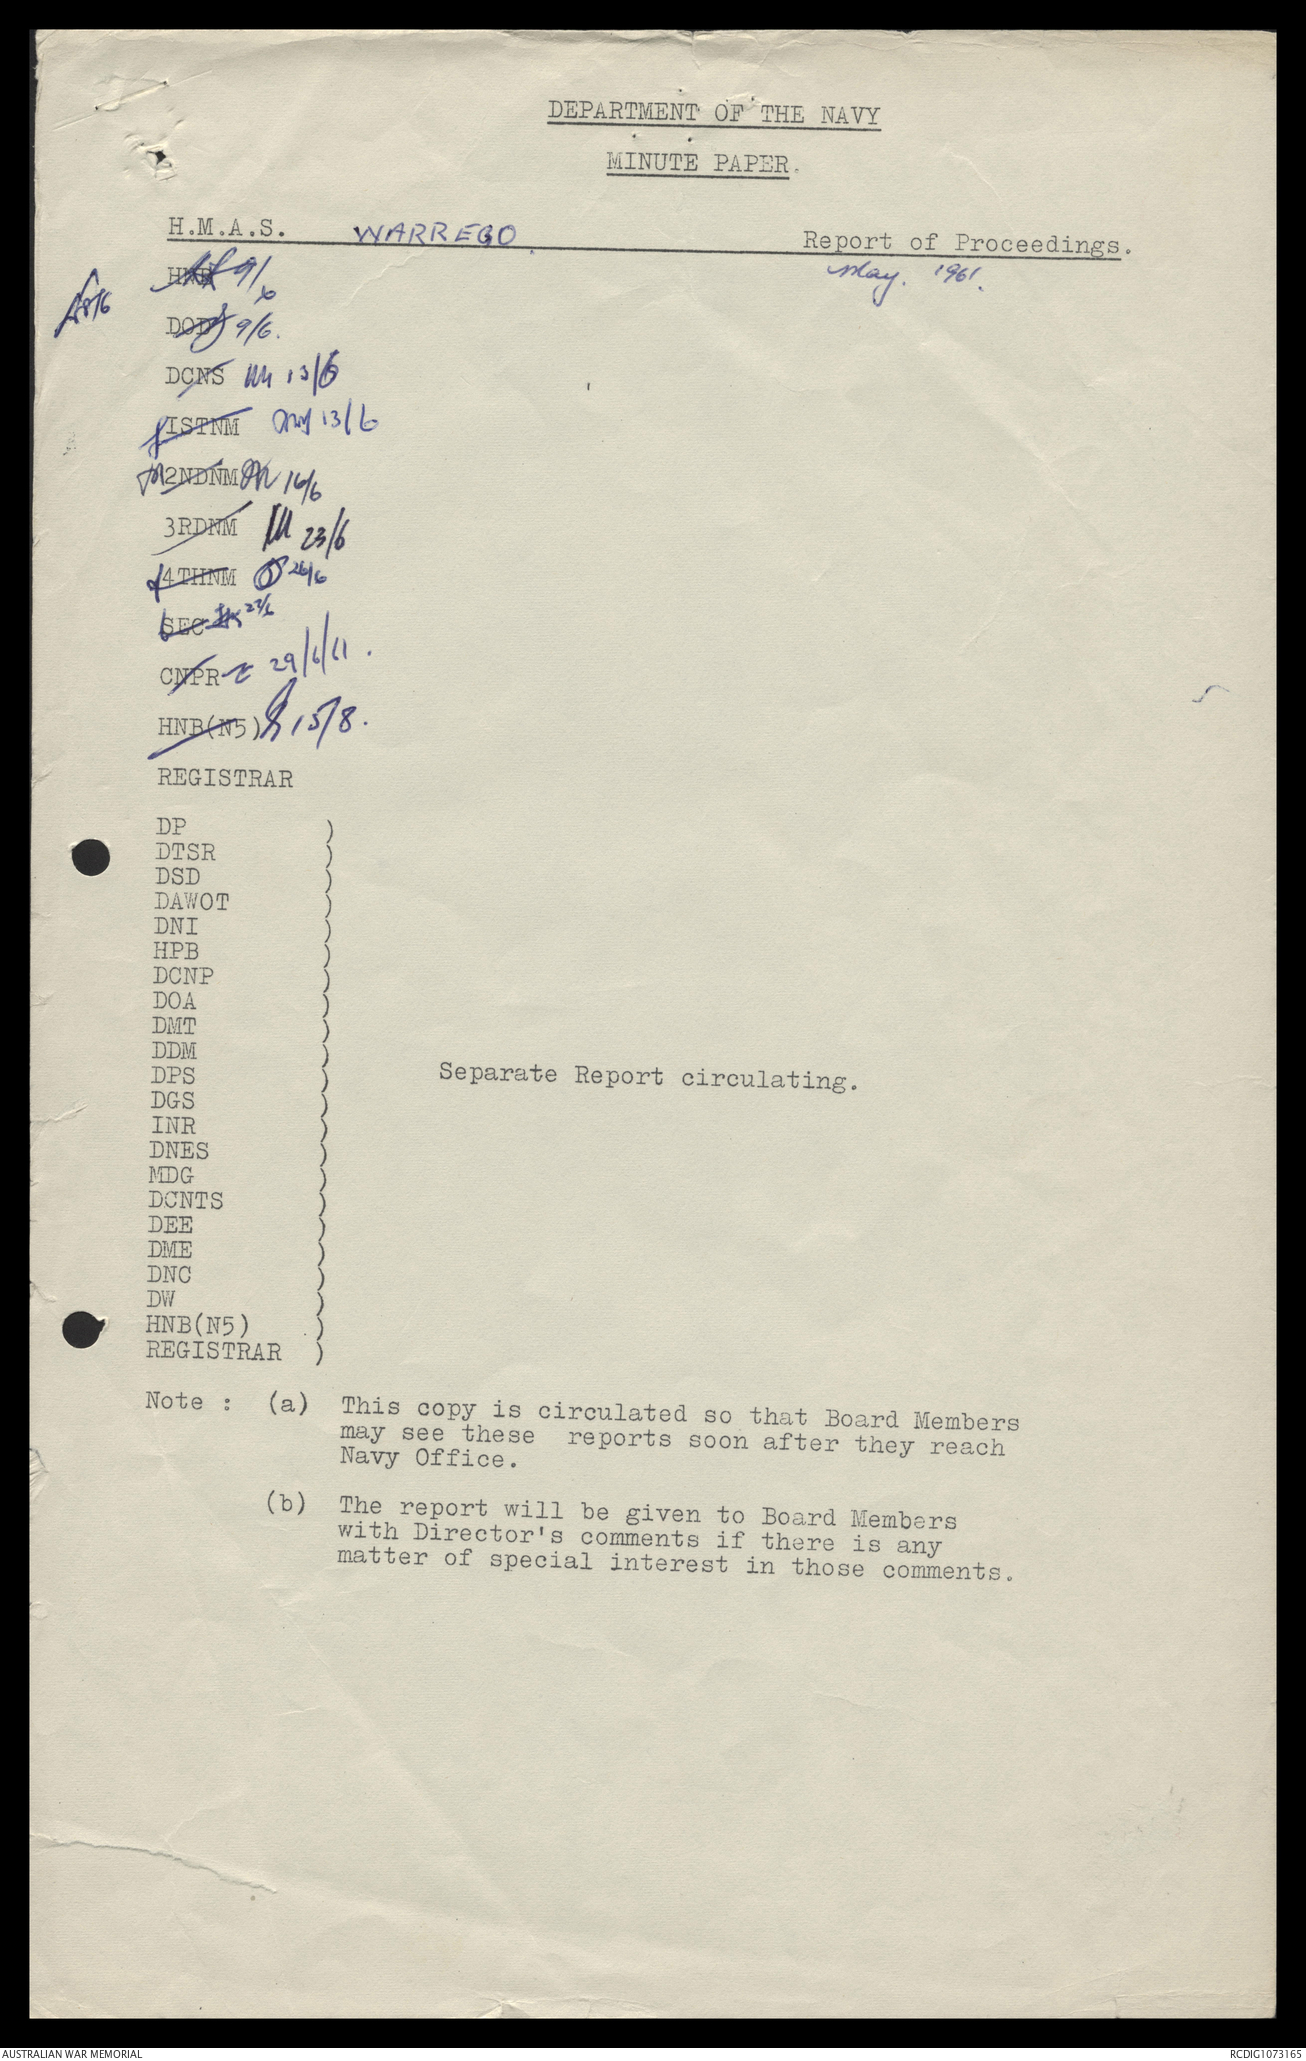 DEPARTMENT OF THE NAVY
MINUTE PAPER.
H.M.A.S. WARREGO Report of Proceedings.
May. 1961.
HNB 9/6
DOD 9/6.
DCNS 13/6
1STNM 13/6
2NDNM 16/6
3RDNM 23/6
4THNM 26/6
SEC 27/6
CNPR 29/6/61.
HNB(N5) 15/8.
REGISTRAR
DP )
DTSR )
DSD )
DAWOT )
DNI )
HPB )
DCNP )
DOA )
DMT )
DDM )
DPS ) Separate Report circulating.
DGS )
INR )
DNES )
MDG )
DCNTS )
DEE )
DME )
DNC )
DW )
HNB(N5) )
REGISTRAR )
Note : (a) This copy is circulated so that Board Members
may see these reports soon after they reach
Navy Office.
(b) The report will be given to Board Members
with Director's comments if there is any
matter of special interest in those comments.
AUSTRALIAN WAR MEMORIAL
RCDIG1073165